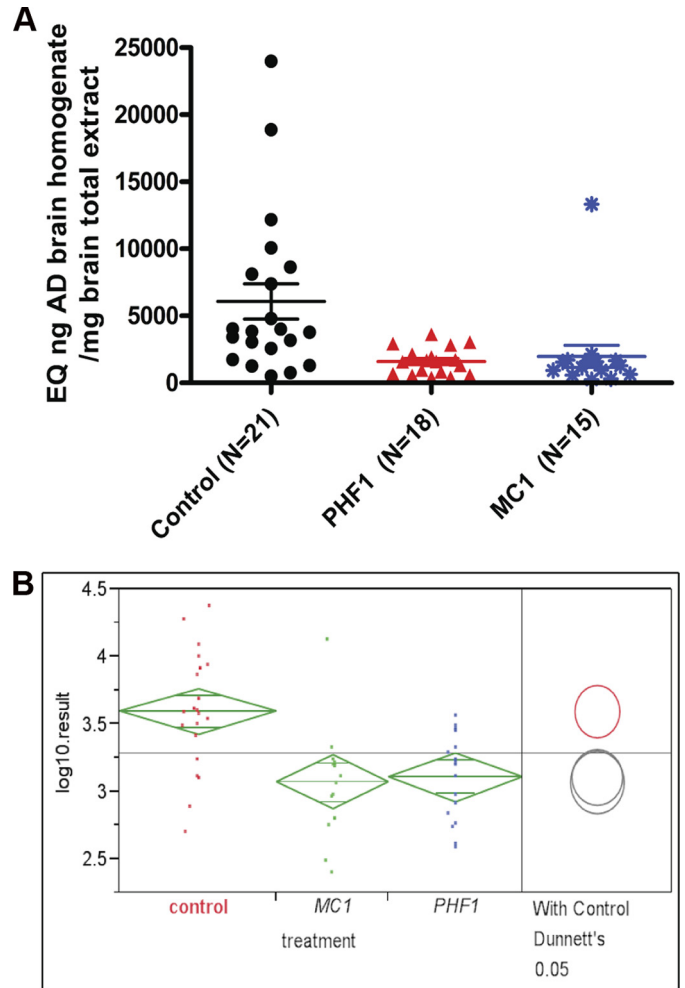 A
EQ ng AD brain homogenate
/mg brain total extract
25000
20000
15000
10000
5000
0
Control (N=21)
PHF1 (N=18)
MC1 (N=15)
B
log10.result
4.5
4
3.5
3
2.5
control
MC1
PHF1
treatment
With Control
Dunnett's
0.05